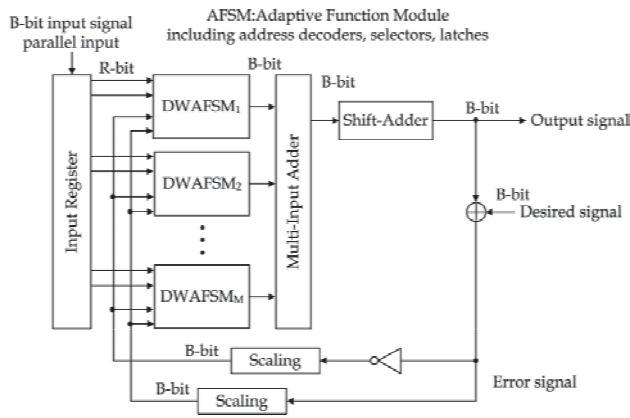 AFSM:Adaptive Function Module
including address decoders, selectors, latches
B-bit input signal
parallel input
R-bit
B-bit
B-bit
B-bit
DWAFSM1
Shift-Adder
Output signal
Input Register
Multi-Input Adder
DWAFSM2
B-bit
Desired signal
DWAFSMM
B-bit
Scaling
B-bit
Scaling
Error signal